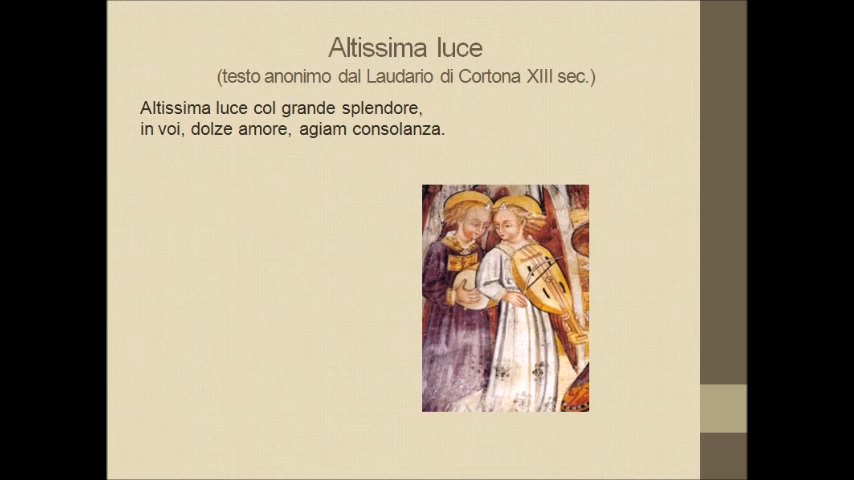 Altissima luce
(testo anonimo dal Laudario di Cortona XIII sec.)
Altissima luce col grande splendore,
in voi, dolze amore, agiam consolanza.